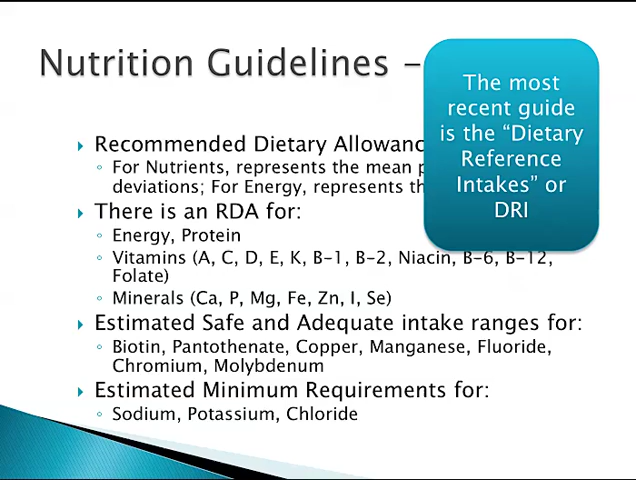 Nutrition Guidelines –
The most
recent guide
is the “Dietary
Reference
Intakes” or
DRI
Recommended Dietary
For Nutrients, represents the mean
deviations; For Energy, represents
There is an RDA for:
Energy, Protein
Vitamins (A, C, D, E, K, B-1, B-2, Niacin, B-6, B-12,
Folate)
Minerals (Ca, P, Mg, Fe, Zn, I, Se)
Estimated Safe and Adequate intake ranges for:
Biotin, Pantothenate, Copper, Manganese, Fluoride,
Chromium, Molybdenum
Estimated Minimum Requirements for:
Sodium, Potassium, Chloride